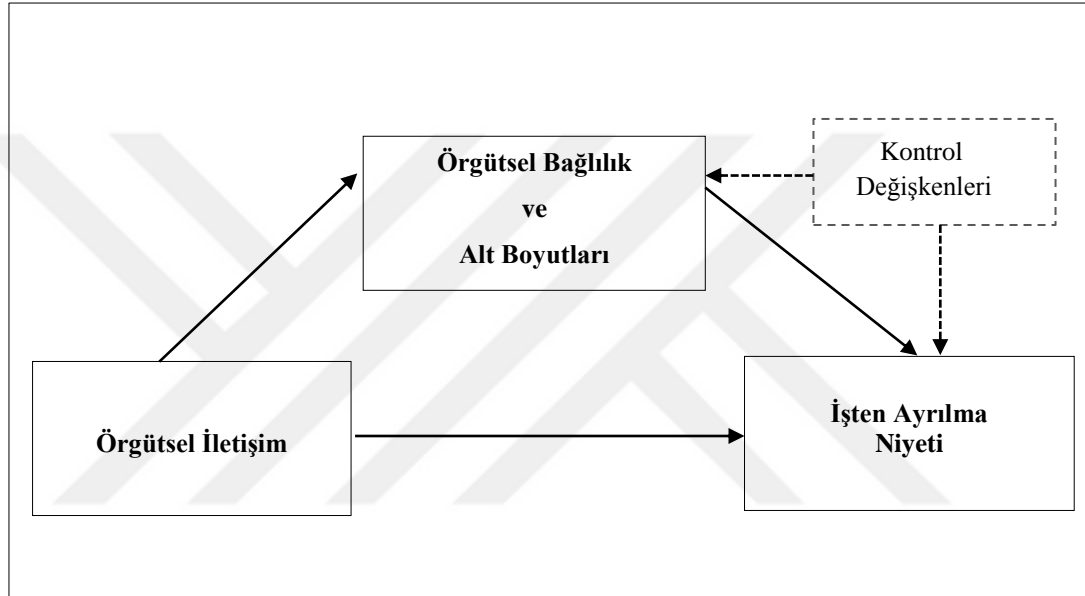 Örgütsel Bağlılık
ve
Alt Boyutları
Kontrol
Değişkenleri
Örgütsel İletişim
İşten Ayrılma
Niyeti